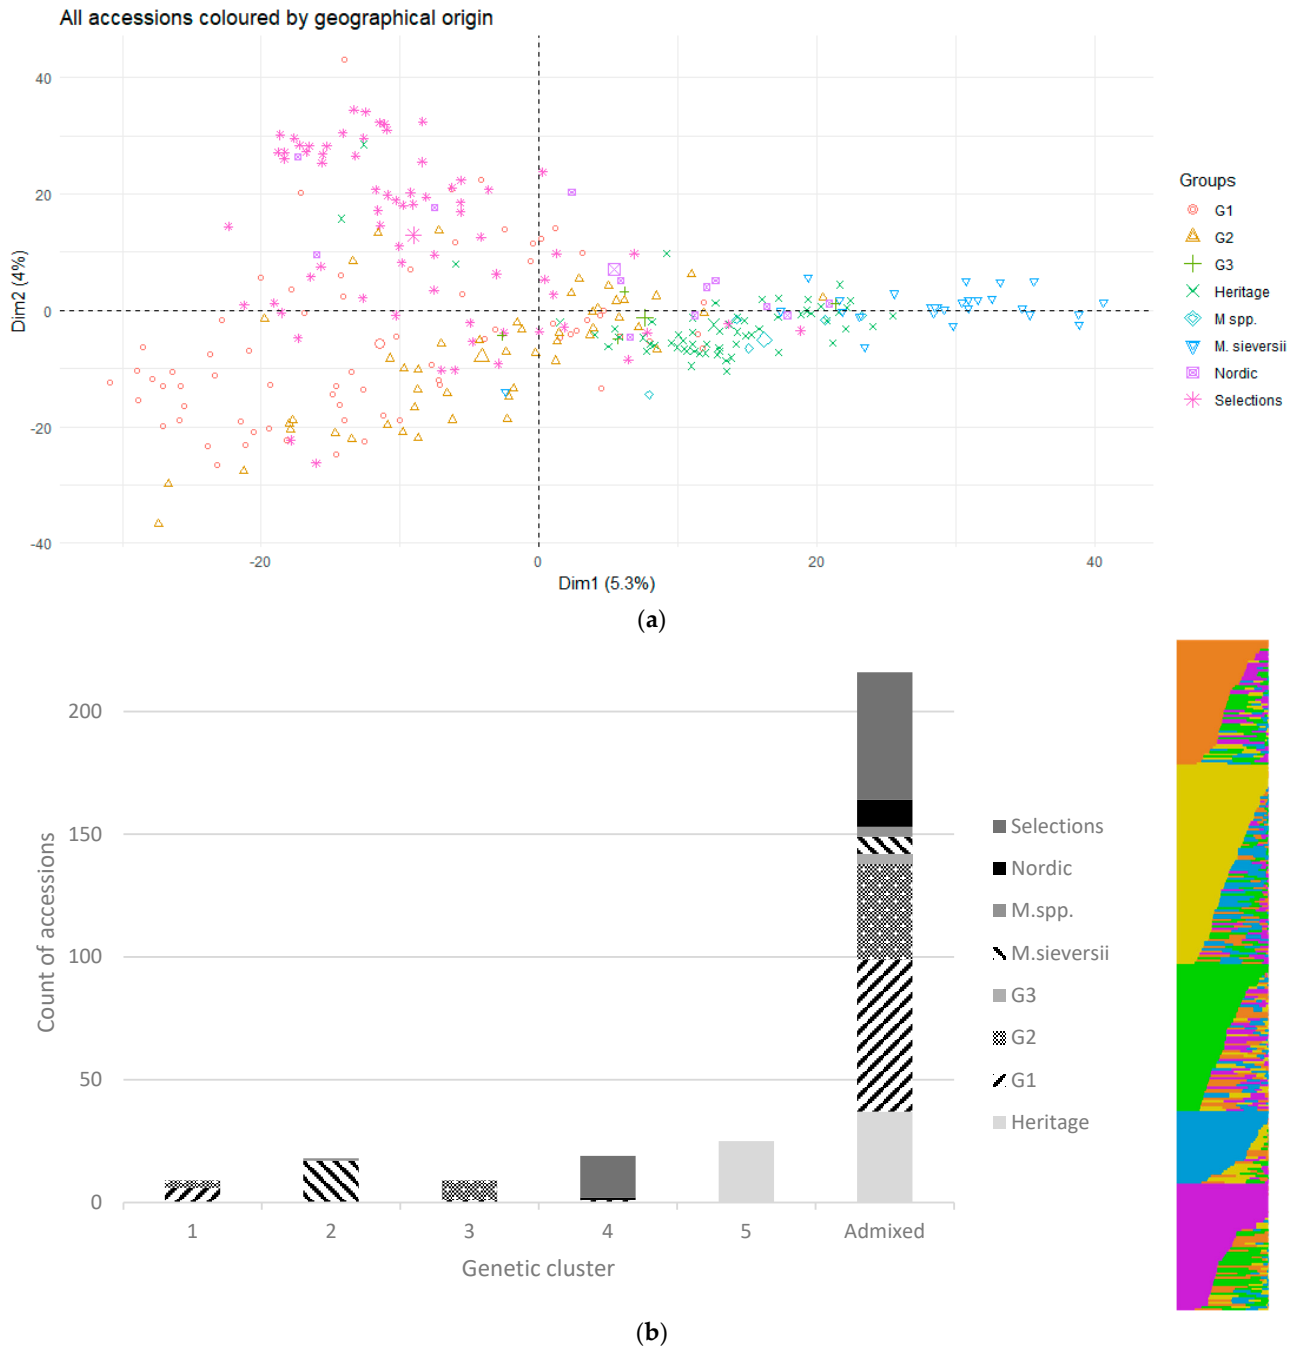 All accessions coloured by geographical origin
40
20
0
-20
-40
Dim2 (4%)
-20
0
20
40
Dim1 (5.3%)
Groups
G1
G2
G3
Heritage
M spp.
M. sieversii
Nordic
Selections
(a)
200
150
100
50
0
Count of accessions
1
2
3
4
5
Admixed
Genetic cluster
Selections
Nordic
M.spp.
M.sieversii
G3
G2
G1
Heritage
(b)